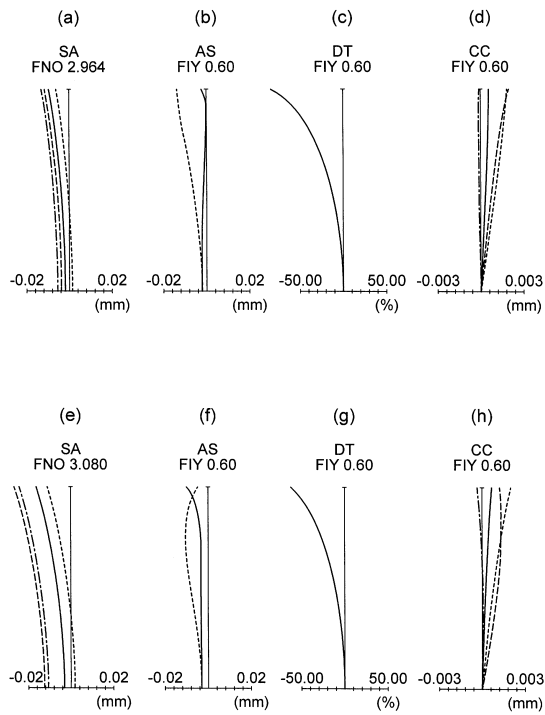 (a) (b) (c) (d)
SA AS DT CC
FNO 2.964 FIY 0.60 FIY 0.60 FIY 0.60
-0.02 0.02 -0.02 0.02 -50.00 50.00 -0.003 0.003
(mm) (mm) (%) (mm)
(e) (f) (g) (h)
SA AS DT CC
FNO 3.080 FIY 0.60 FIY 0.60 FIY 0.60
-0.02 0.02 -0.02 0.02 -50.00 50.00 -0.003 0.003
(mm) (mm) (%) (mm)